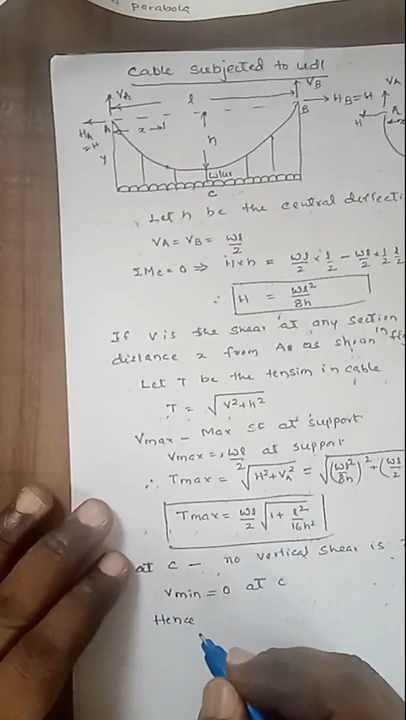 parabola
Cable subjected to udl
VA
l
VB
HA = H
A
x
h
B
HB = H
y
w/m
C
VA
H
A
x
Let h be the central deflecti
VA = VB = wl/2
ΣMc = 0 ⇒ H×h = wl/2 × l/2 − wl/2 × 1/2 l/2
∴ H = wl²/8h
If V is the shear at any section
distance x from A as shown in fi
Let T be the tension in cable
T = √V²+H²
Vmax – Max SF at support
Vmax = wl/2 at support
∴ Tmax = √H²+VA² = √(wl²/8h)² + (wl/2
Tmax = wl/2 √1 + l²/16h²
at C – no vertical shear is
Vmin = 0 at C
Hence